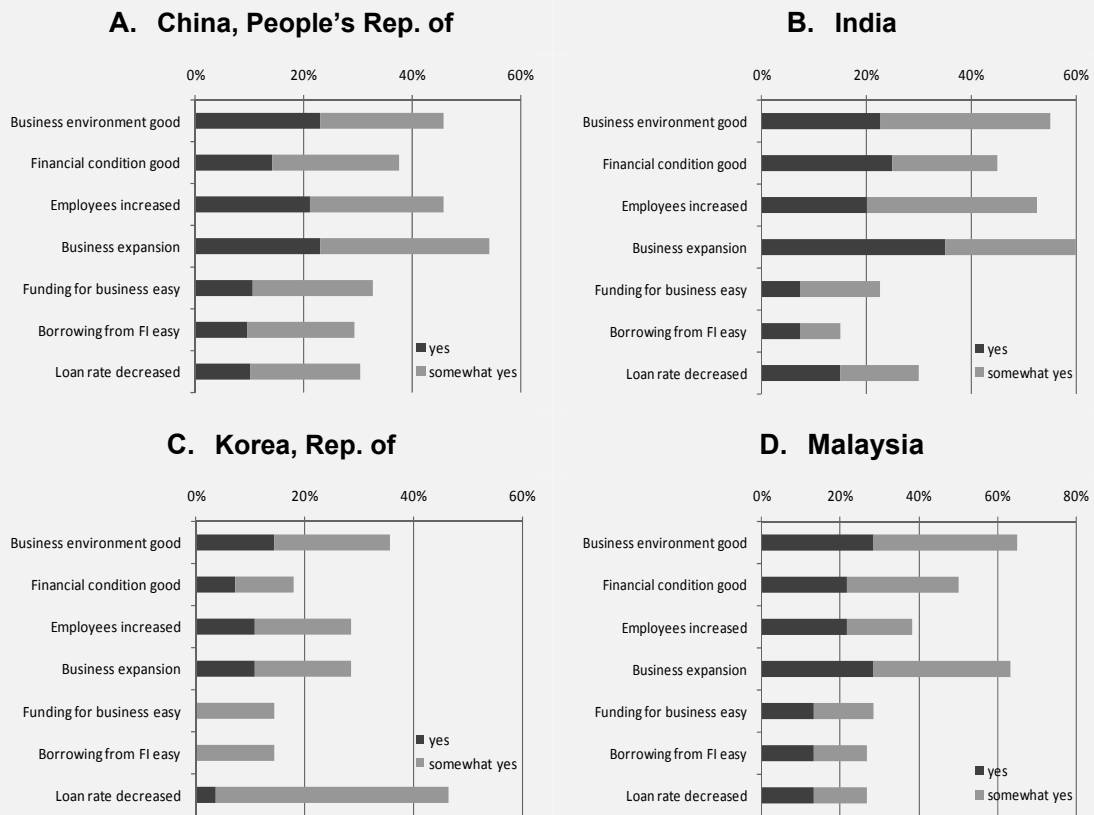 A. China, People's Rep. of
0% 20% 40% 60%
Business environment good
Financial condition good
Employees increased
Business expansion
Funding for business easy
Borrowing from FI easy
Loan rate decreased
yes
somewhat yes
B. India
0% 20% 40% 60%
Business environment good
Financial condition good
Employees increased
Business expansion
Funding for business easy
Borrowing from FI easy
Loan rate decreased
yes
somewhat yes
C. Korea, Rep. of
0% 20% 40% 60%
Business environment good
Financial condition good
Employees increased
Business expansion
Funding for business easy
Borrowing from FI easy
Loan rate decreased
yes
somewhat yes
D. Malaysia
0% 20% 40% 60% 80%
Business environment good
Financial condition good
Employees increased
Business expansion
Funding for business easy
Borrowing from FI easy
Loan rate decreased
yes
somewhat yes